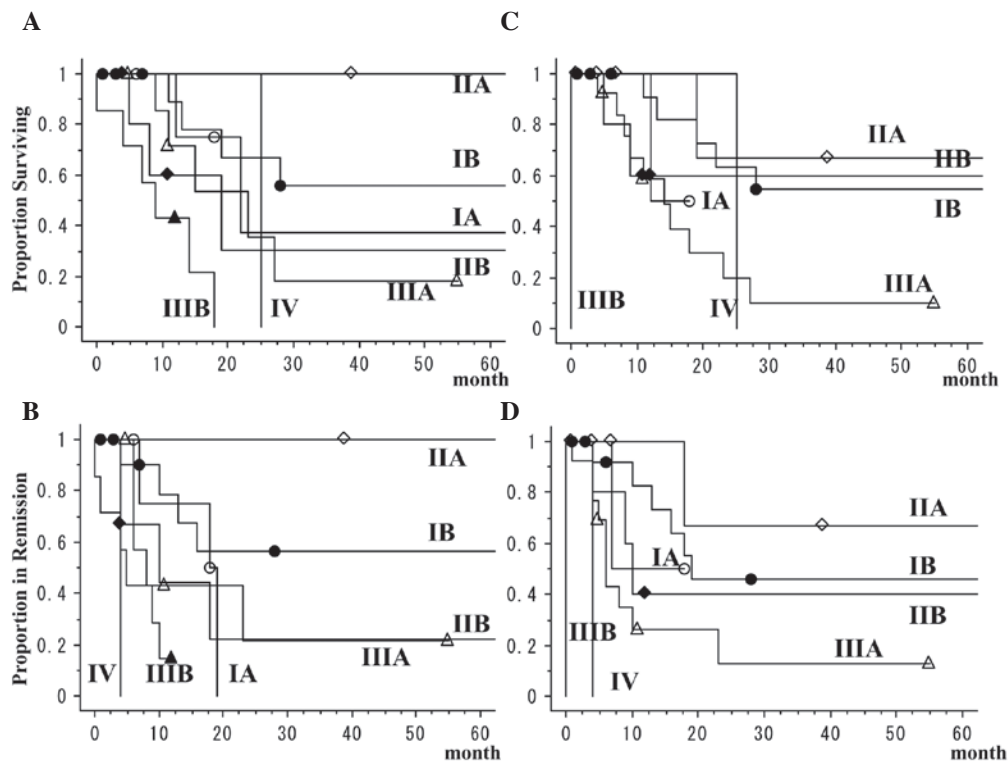 A
Proportion Surviving
1
0.8
0.6
0.4
0.2
0
IIA
IB
IA
IIB
IIIA
IIIB
IV
0 10 20 30 40 50 60
month
C
1
0.8
0.6
0.4
0.2
0
IIA
IIB
IB
IA
IIIA
IIIB
IV
0 10 20 30 40 50 60
month
B
Proportion in Remission
1
0.8
0.6
0.4
0.2
0
IIA
IB
IIB
IIIA
IV
IIIB
IA
0 10 20 30 40 50 60
month
D
1
0.8
0.6
0.4
0.2
0
IIA
IA
IB
IIB
IIIB
IIIA
IV
0 10 20 30 40 50 60
month